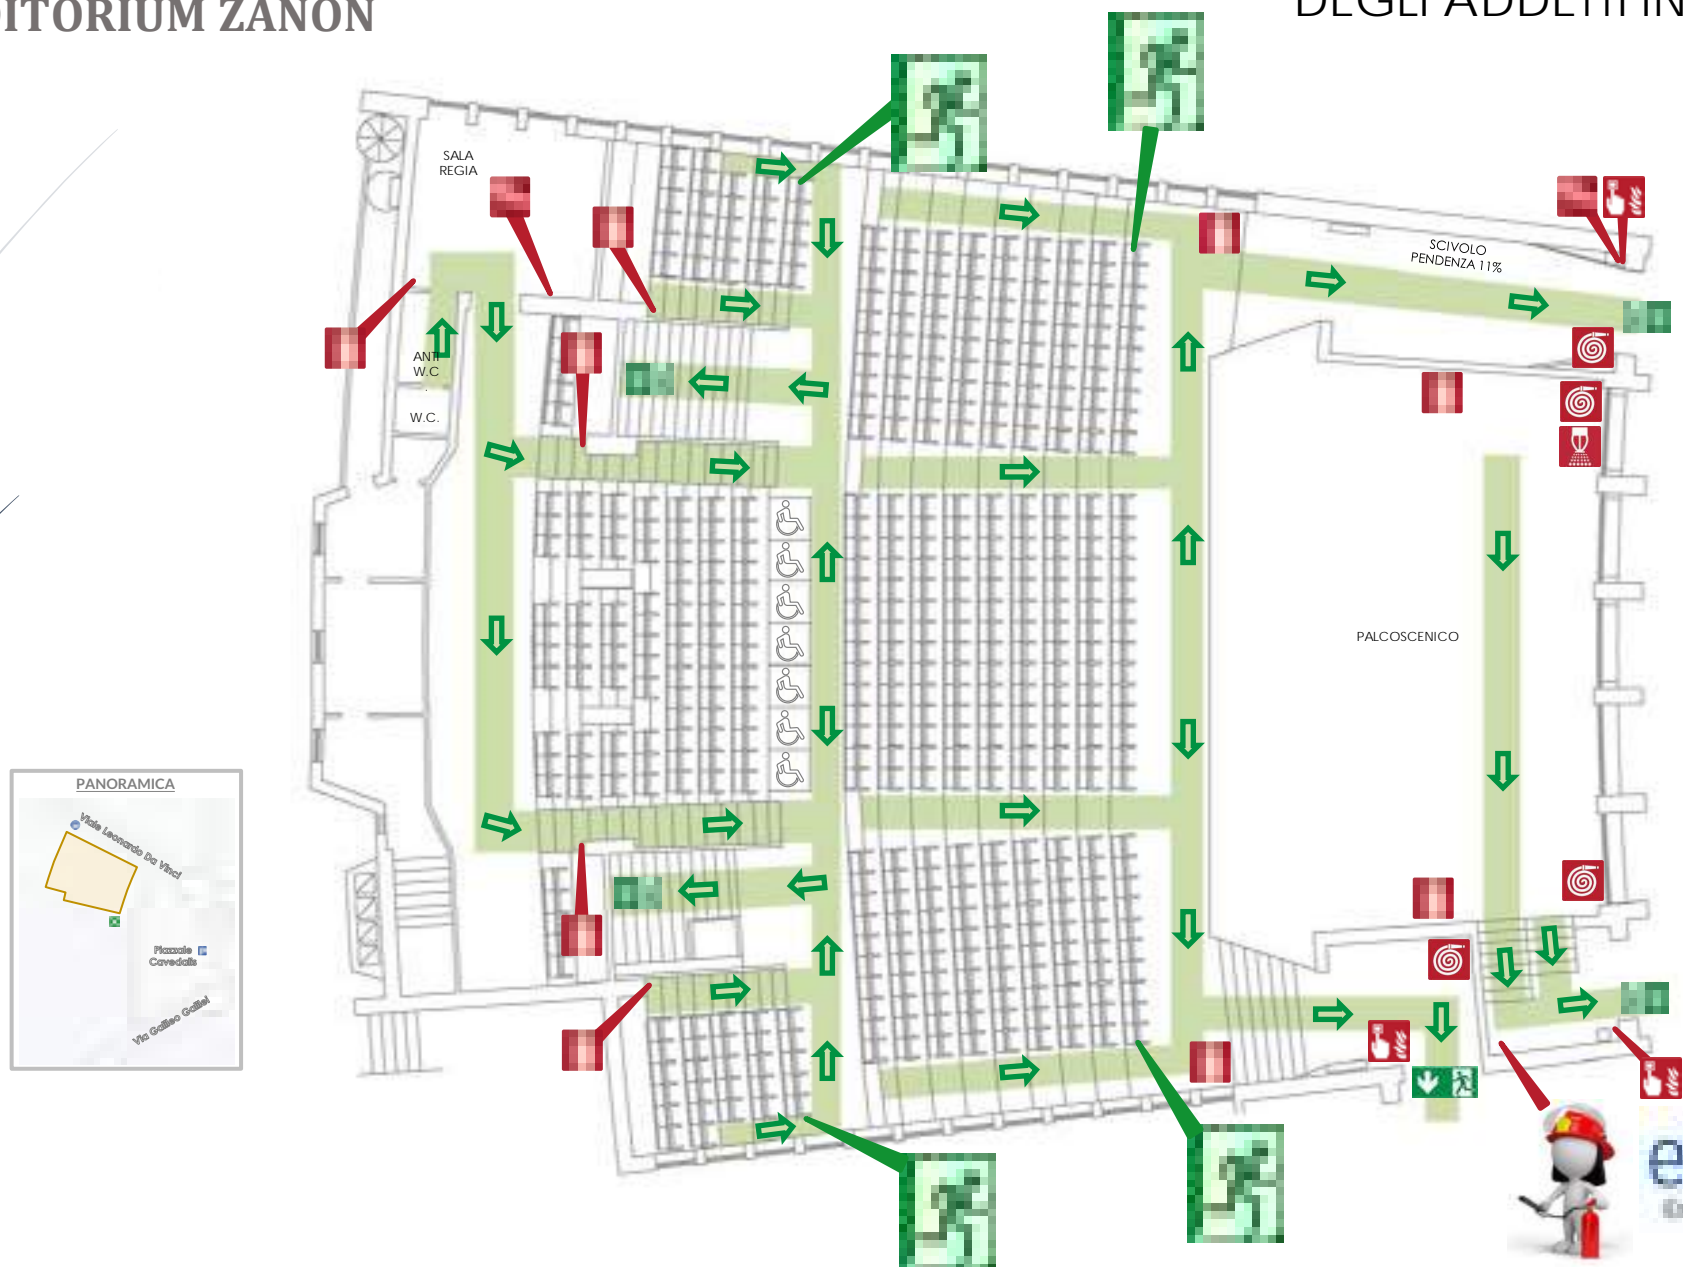 DITORIUM ZANON
DEGLI ADDETTI IN
SALA
REGIA
SCIVOLO
PENDENZA 11%
ANTI
W.C
.
W.C.
PALCOSCENICO
PANORAMICA
Viale Leonardo Da Vinci
Piazzale
Cavedalis
Via Galileo Galilei
e